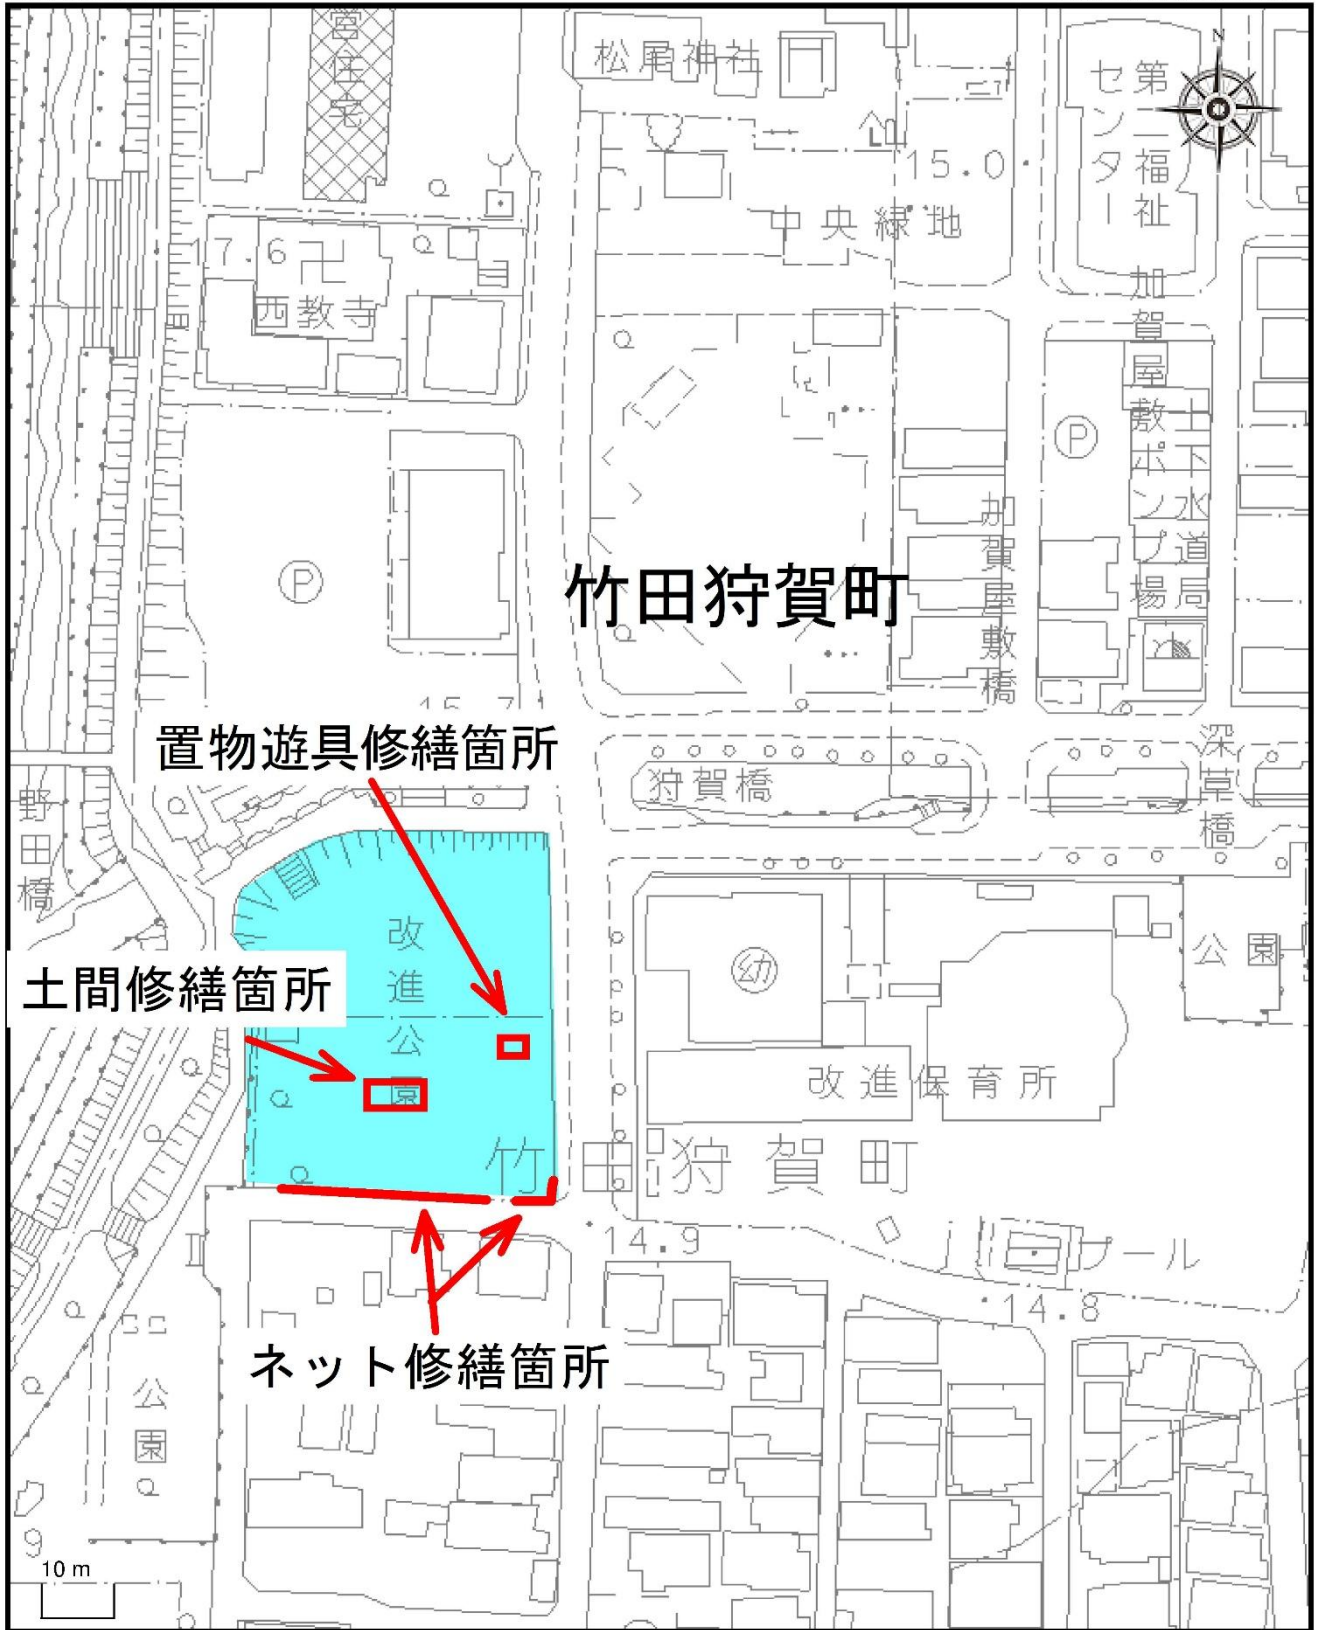 営住宅
松尾神社
第二福祉センター
N
15.0
中央緑地
17.6
西教寺
加賀屋敷ポンプ場
上下水道局
P
P
加賀屋敷橋
竹田狩賀町
15.7
置物遊具修繕箇所
狩賀橋
深草橋
野田橋
改進公園
幼
公園
土間修繕箇所
改進保育所
竹田狩賀町
14.9
プール
14.8
ネット修繕箇所
公園
9
10 m